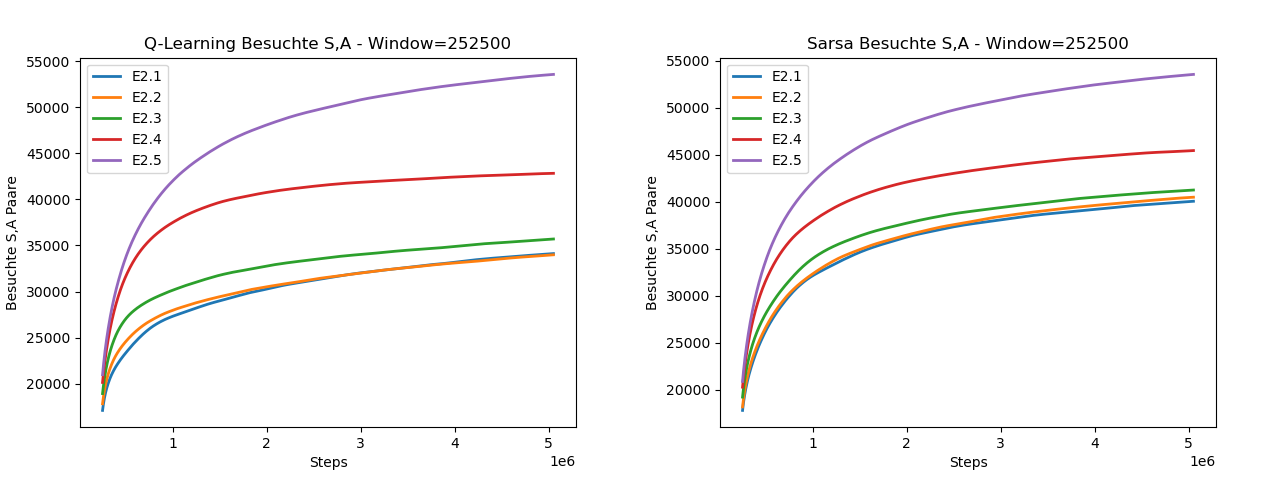 Q-Learning Besuchte S,A - Window=252500
Besuchte S,A Paare
55000
50000
45000
40000
35000
30000
25000
20000
E2.1
E2.2
E2.3
E2.4
E2.5
1
2
3
4
5
1e6
Steps
Sarsa Besuchte S,A - Window=252500
Besuchte S,A Paare
55000
50000
45000
40000
35000
30000
25000
20000
E2.1
E2.2
E2.3
E2.4
E2.5
1
2
3
4
5
1e6
Steps